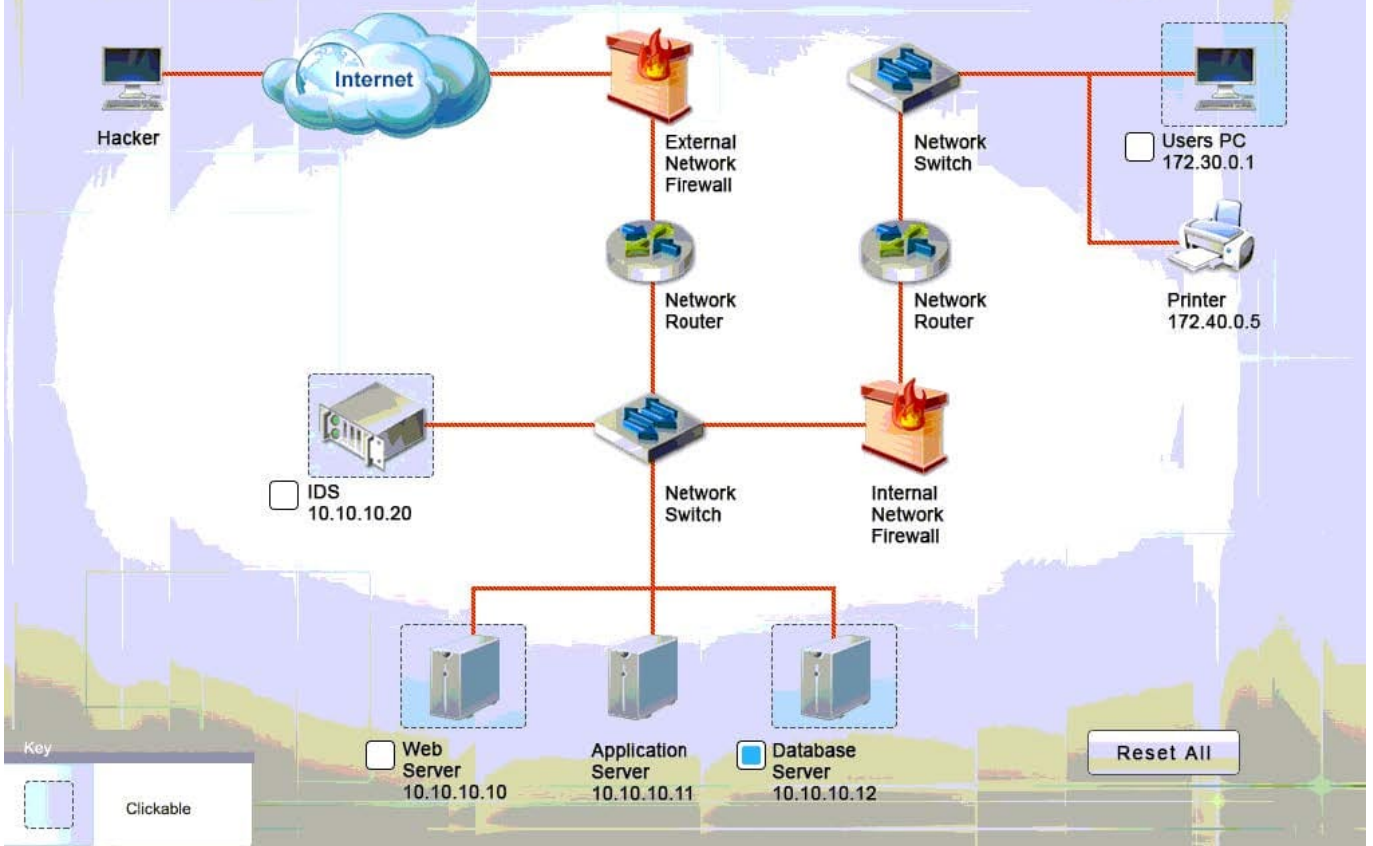 Internet
Hacker
External
Network
Firewall
Network
Switch
Users PC
172.30.0.1
Network
Router
Network
Router
Printer
172.40.0.5
IDS
10.10.10.20
Network
Switch
Internal
Network
Firewall
Web
Server
10.10.10.10
Application
Server
10.10.10.11
Database
Server
10.10.10.12
Reset All
Key
Clickable